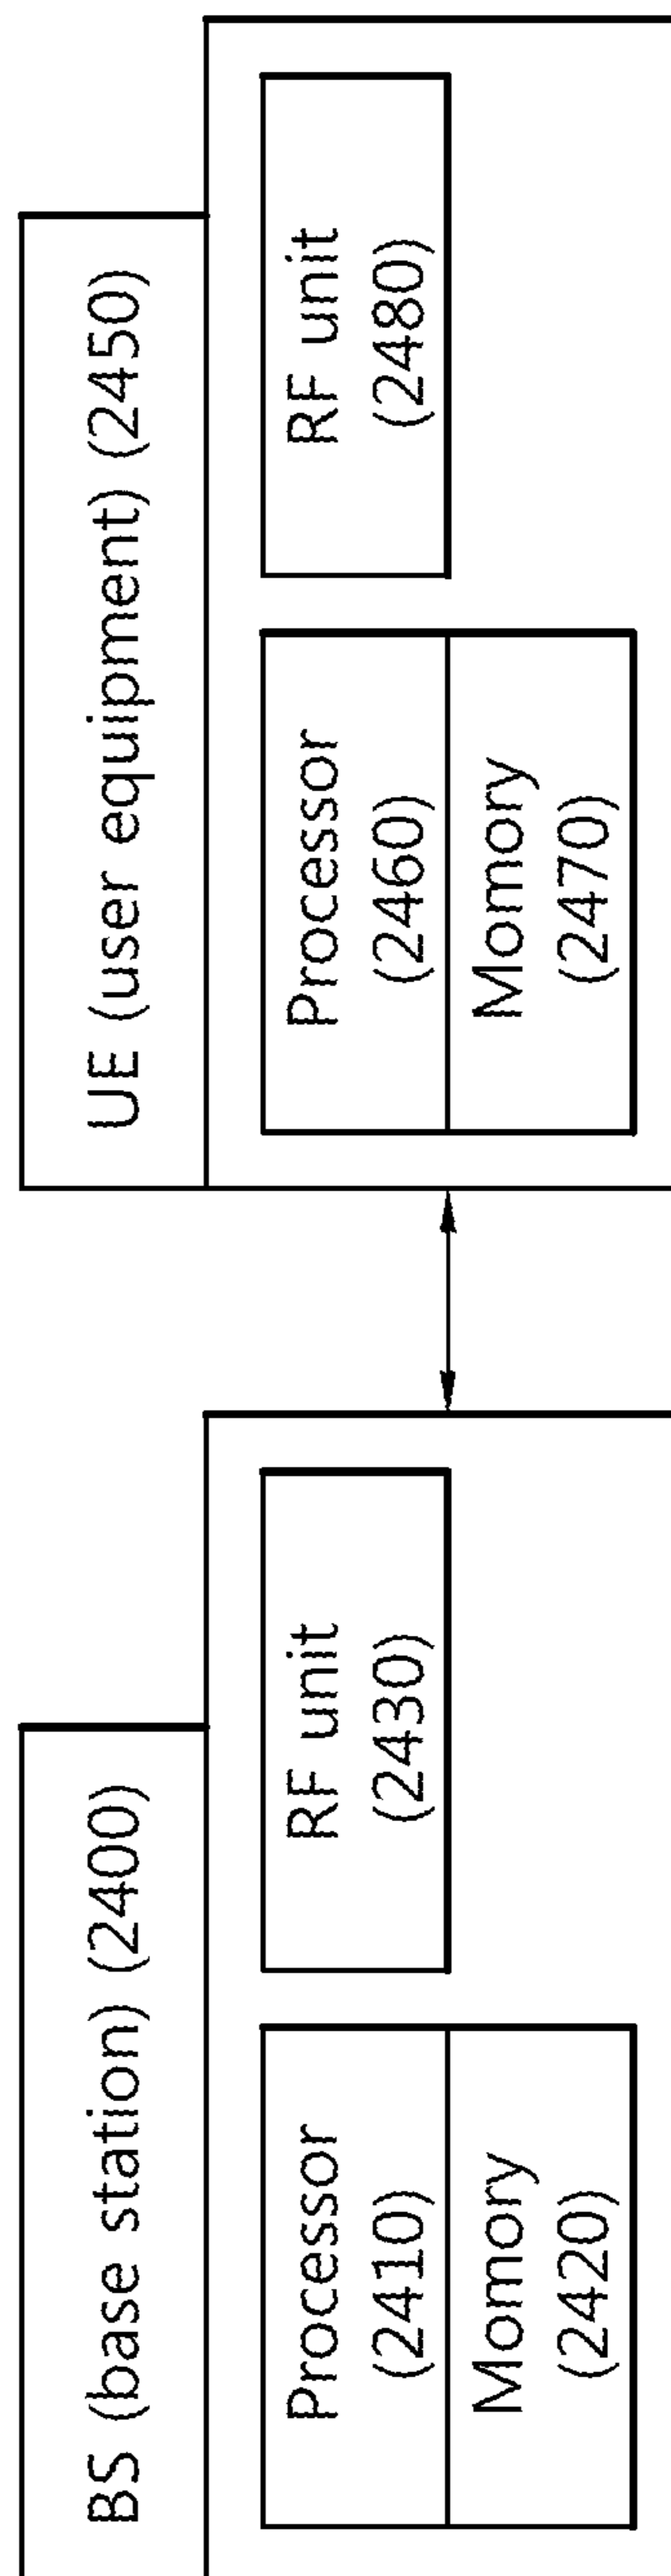 BS (base station) (2400)
Processor
(2410)
Momory
(2420)
RF unit
(2430)
UE (user equipment) (2450)
Processor
(2460)
Momory
(2470)
RF unit
(2480)